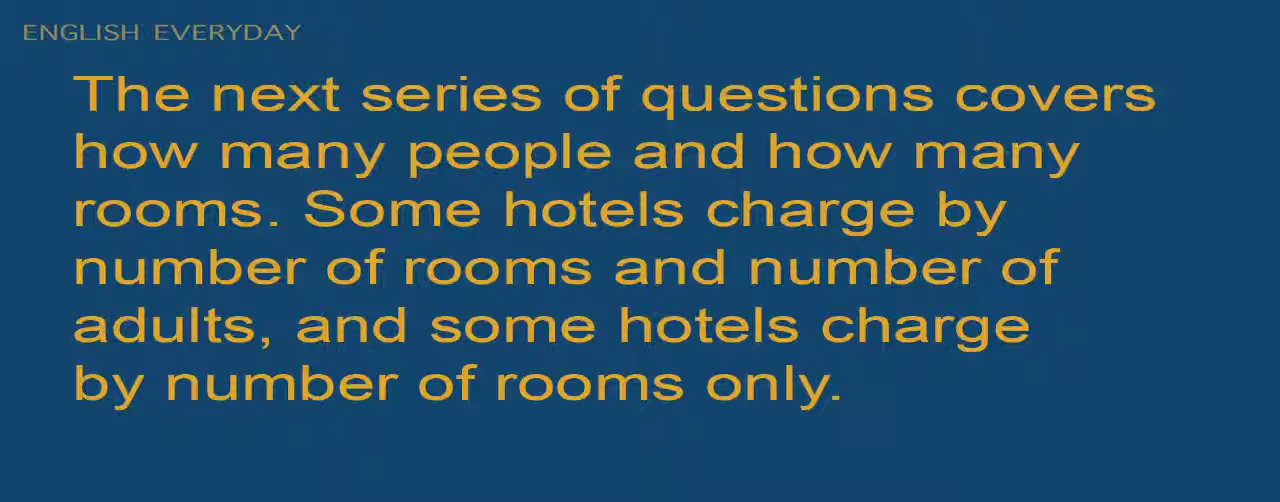 ENGLISH EVERYDAY
The next series of questions covers
how many people and how many
rooms. Some hotels charge by
number of rooms and number of
adults, and some hotels charge
by number of rooms only.